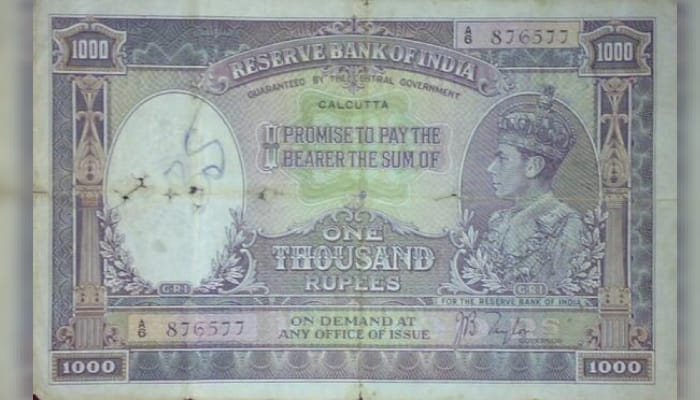 1000
A/6 876577
1000
RESERVE BANK OF INDIA
GUARANTEED BY THE CENTRAL GOVERNMENT
CALCUTTA
I PROMISE TO PAY THE
BEARER THE SUM OF
ONE
THOUSAND
RUPEES
G·R·I
G·R·I
FOR THE RESERVE BANK OF INDIA
A/6 876577
ON DEMAND AT
ANY OFFICE OF ISSUE
JB Taylor
GOVERNOR
1000
1000